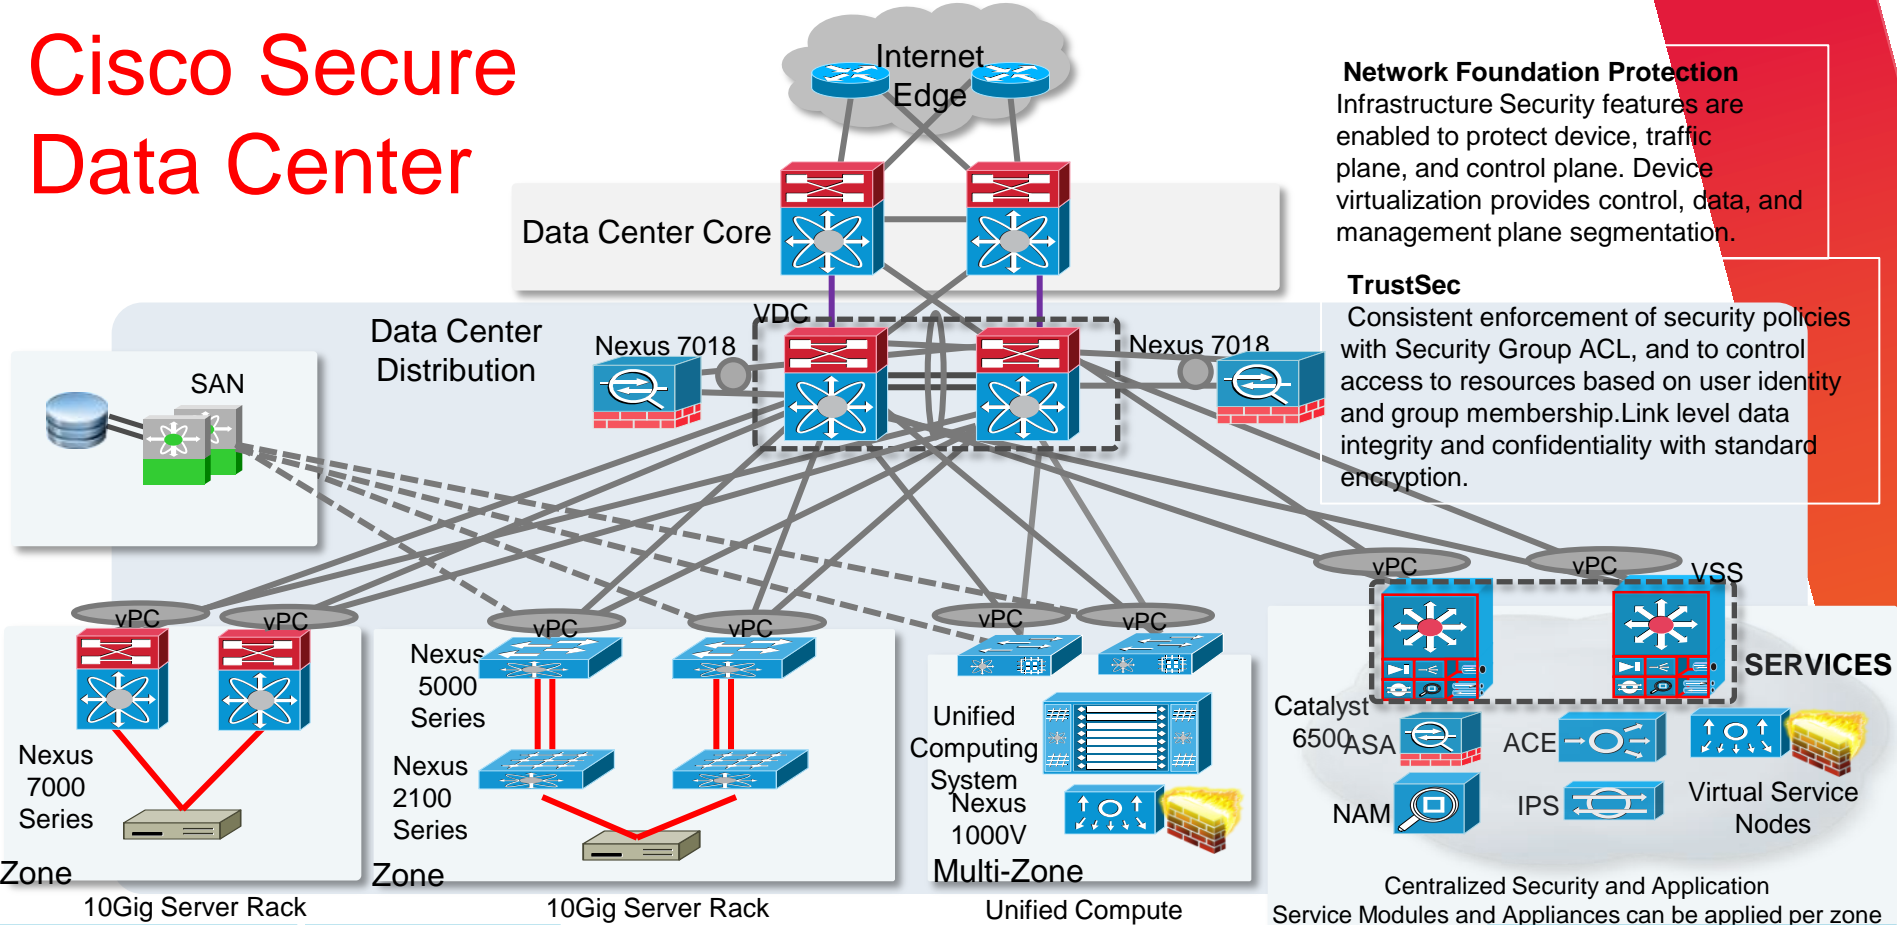 Cisco Secure
Data Center
Internet
Edge
Network Foundation Protection
Infrastructure Security features are
enabled to protect device, traffic
plane, and control plane. Device
virtualization provides control, data, and
management plane segmentation.
Data Center Core
TrustSec
Consistent enforcement of security policies
with Security Group ACL, and to control
access to resources based on user identity
and group membership.Link level data
integrity and confidentiality with standard
encryption.
VDC
Data Center
Distribution
Nexus 7018
Nexus 7018
SAN
vPC
vPC
vPC
vPC
vPC
vPC
vPC
vPC
VSS
SERVICES
Nexus
7000
Series
Zone
10Gig Server Rack
Nexus
5000
Series
Nexus
2100
Series
Zone
10Gig Server Rack
Unified
Computing
System
Nexus
1000V
Multi-Zone
Unified Compute
Catalyst
6500
ASA
ACE
NAM
IPS
Virtual Service
Nodes
Centralized Security and Application
Service Modules and Appliances can be applied per zone